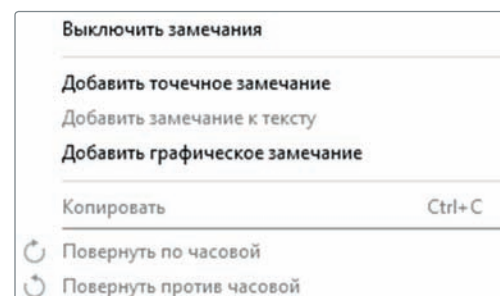 Выключить замечания
Добавить точечное замечание
Добавить замечание к тексту
Добавить графическое замечание
Копировать Ctrl+C
Повернуть по часовой
Повернуть против часовой